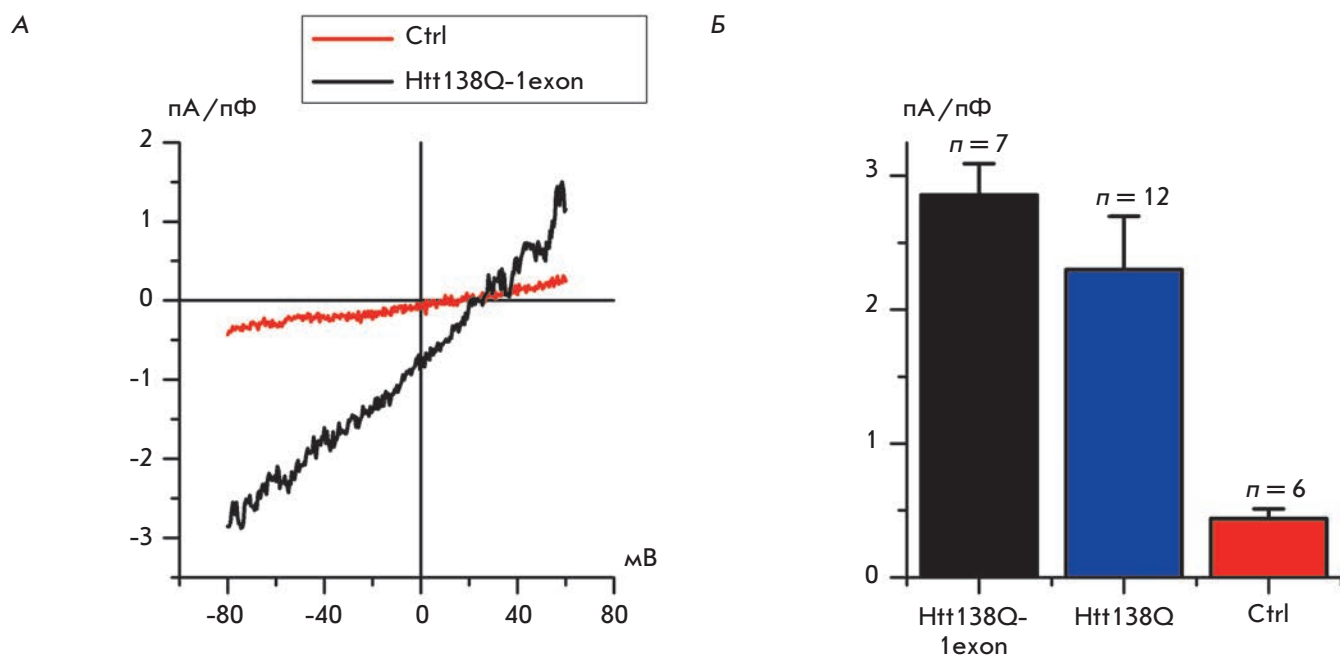 А
Ctrl
Htt138Q-1exon
пА/пФ
2
1
0
-1
-2
-3
мВ
-80
-40
0
40
80
Б
пА/пФ
п = 7
п = 12
п = 6
3
2
1
0
Htt138Q-
1exon
Htt138Q
Ctrl